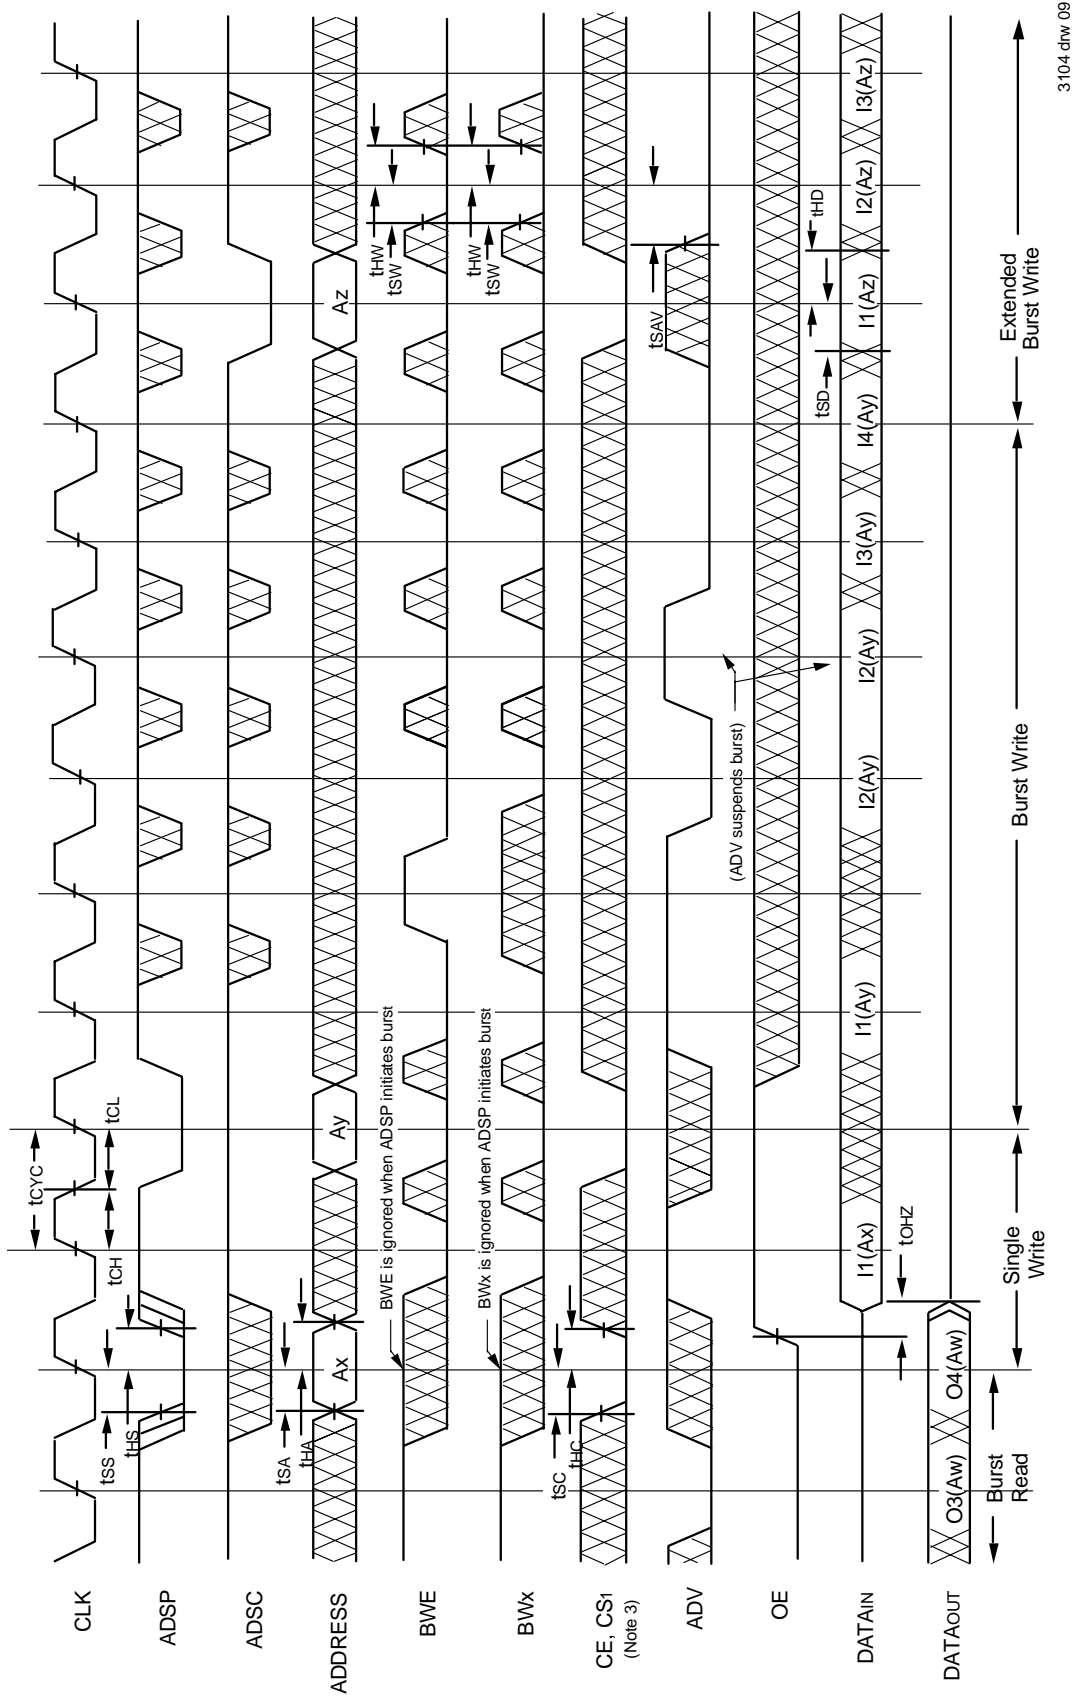 CLK
tSS
tHS
tCH
tCYC
tCL
ADSP
ADSC
ADDRESS
tSA
tHA
Ax
Ay
Az
BWE
BWE is ignored when ADSP initiates burst
tHW
tSW
BWx
BWx is ignored when ADSP initiates burst
tHW
tSW
CE, CS1
(Note 3)
tSC
tHC
ADV
(ADV suspends burst)
tSAV
OE
DATAIN
I1(Ax)
I1(Ay)
I2(Ay)
I2(Ay)
I3(Ay)
I4(Ay)
I1(Az)
I2(Az)
I3(Az)
tSD
tHD
DATAOUT
O3(Aw)
O4(Aw)
tOHZ
Burst
Read
Single
Write
Burst Write
Extended
Burst Write
3104 drw 09